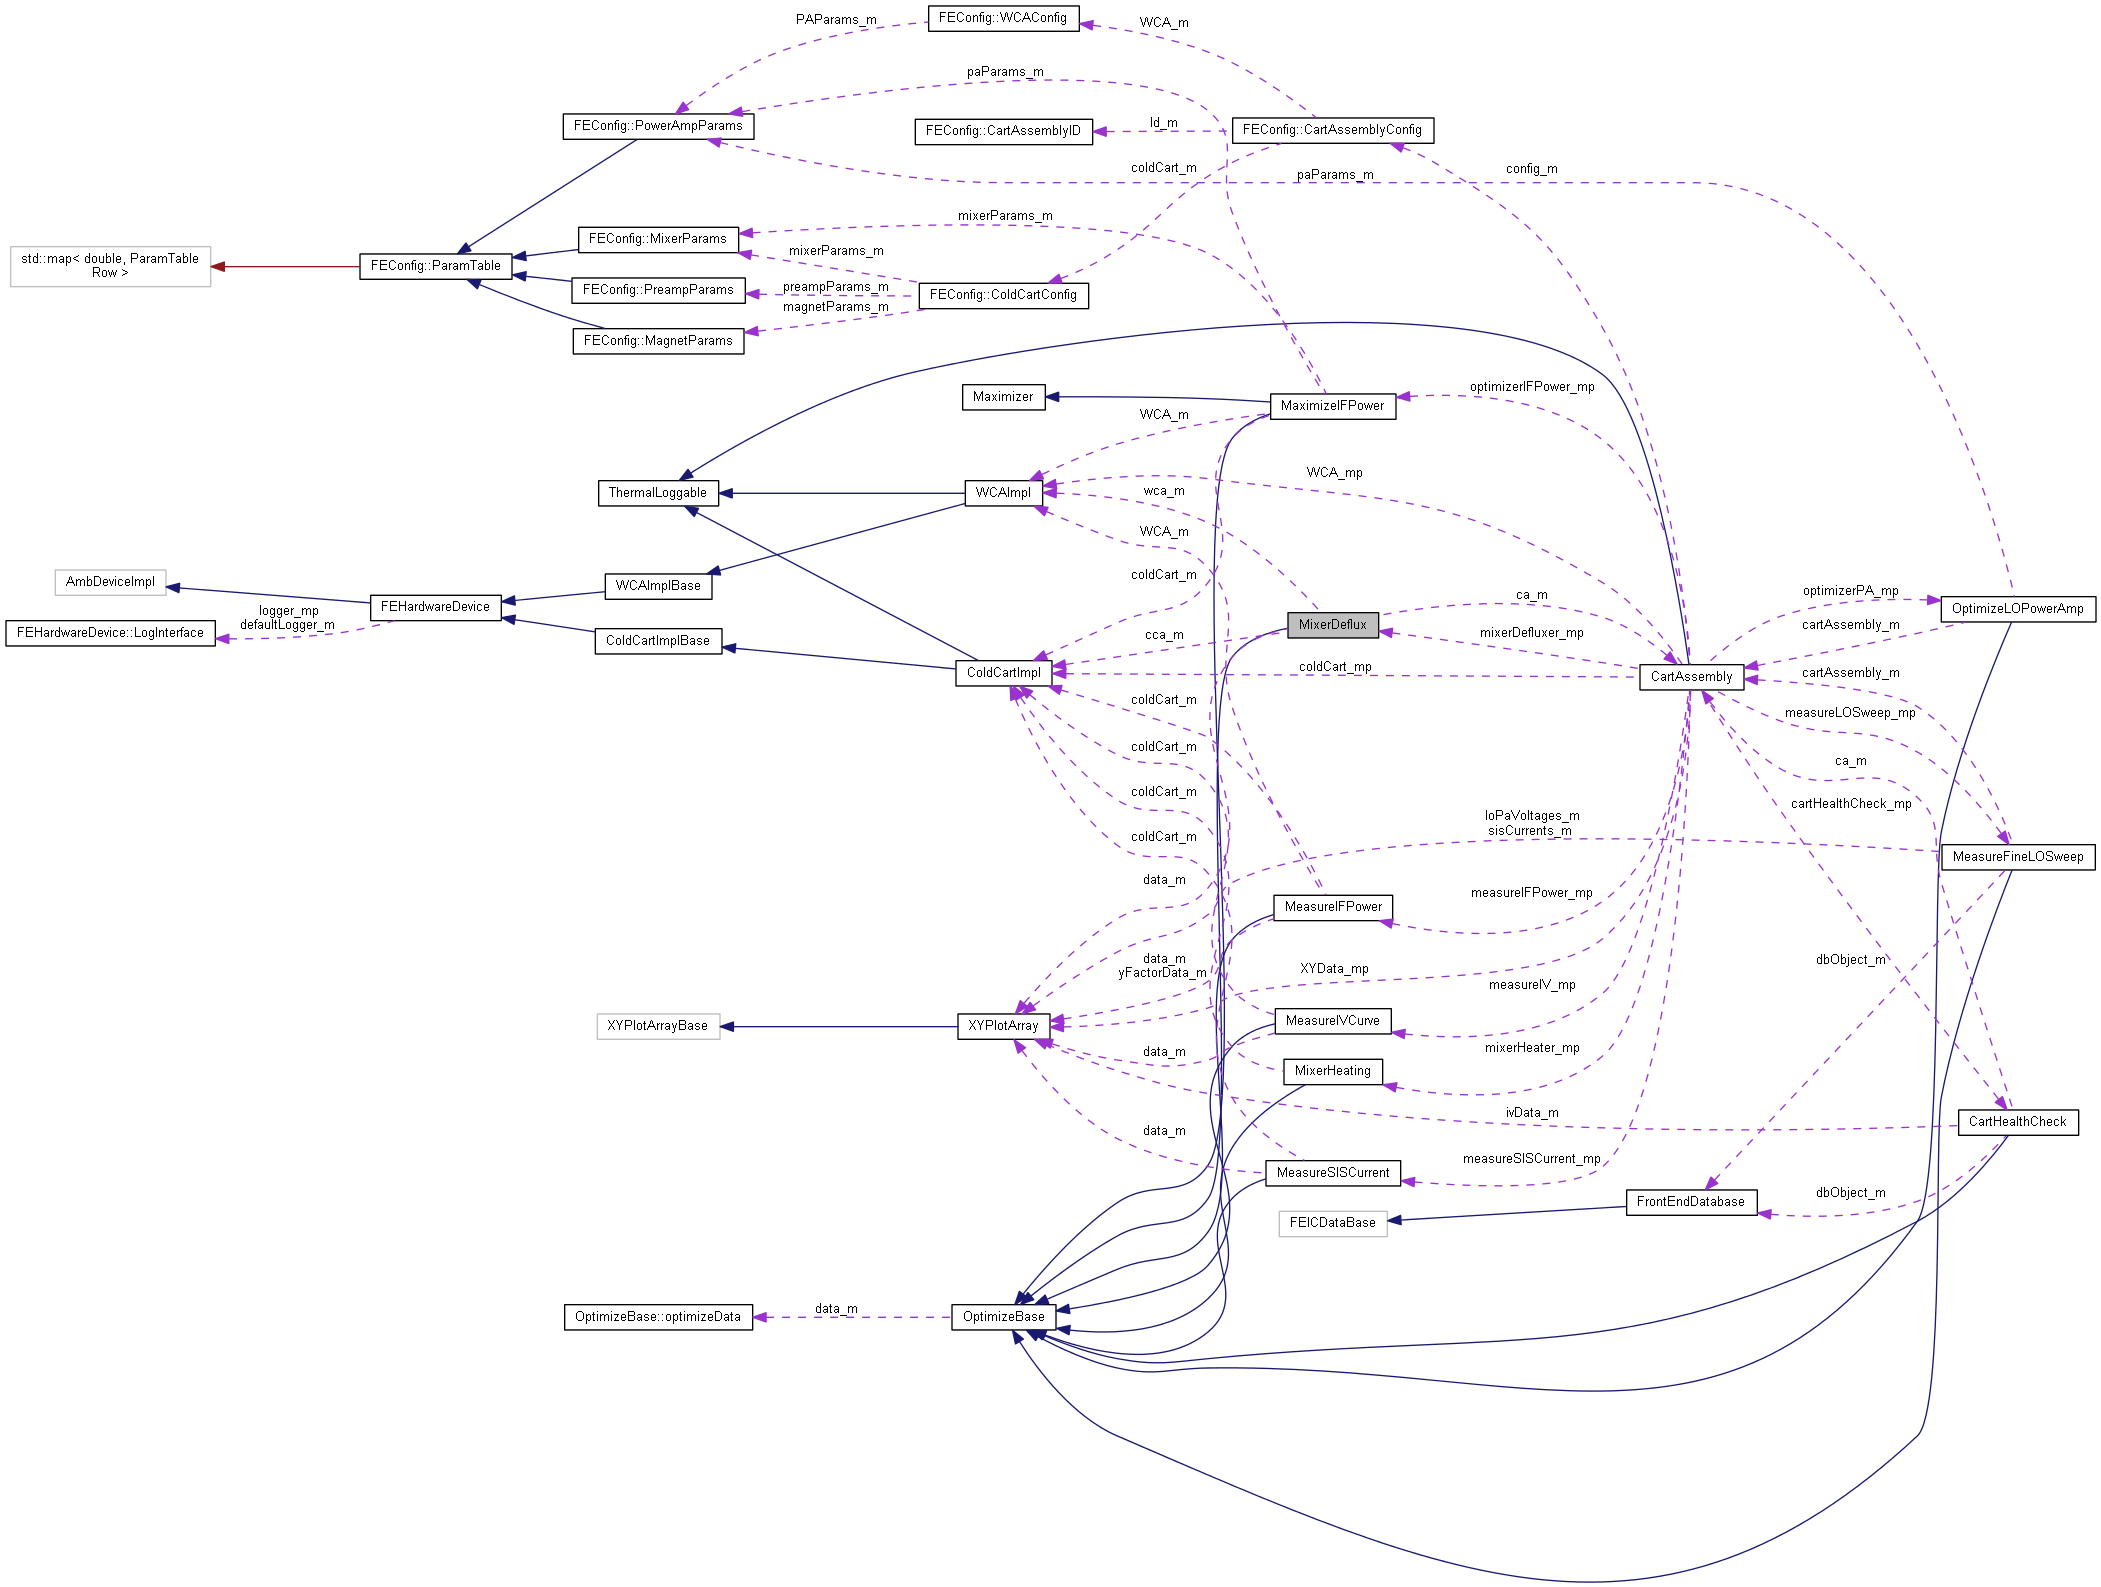 FEConfig::WCAConfig
PAParams_m
WCA_m
paParams_m
FEConfig::PowerAmpParams
FEConfig::CartAssemblyID
Id_m
FEConfig::CartAssemblyConfig
coldCart_m
paParams_m
config_m
mixerParams_m
FEConfig::MixerParams
mixerParams_m
std::map< double, ParamTable
Row >
FEConfig::ParamTable
FEConfig::PreampParams
preampParams_m
FEConfig::ColdCartConfig
magnetParams_m
FEConfig::MagnetParams
optimizerIFPower_mp
Maximizer
MaximizeIFPower
WCA_m
WCA_mp
ThermalLoggable
WCAImpl
wca_m
WCA_m
coldCart_m
AmbDeviceImpl
WCAImplBase
FEHardwareDevice
logger_mp
defaultLogger_m
FEHardwareDevice::LogInterface
ColdCartImplBase
ca_m
optimizerPA_mp
OptimizeLOPowerAmp
MixerDeflux
cca_m
mixerDefluxer_mp
cartAssembly_m
ColdCartImpl
coldCart_mp
CartAssembly
cartAssembly_m
coldCart_m
measureLOSweep_mp
coldCart_m
ca_m
coldCart_m
cartHealthCheck_mp
loPaVoltages_m
sisCurrents_m
coldCart_m
MeasureFineLOSweep
data_m
measureIFPower_mp
MeasureIFPower
data_m
yFactorData_m
XYData_mp
dbObject_m
measureIV_mp
XYPlotArrayBase
XYPlotArray
MeasureIVCurve
data_m
mixerHeater_mp
MixerHeating
ivData_m
CartHealthCheck
data_m
measureSISCurrent_mp
MeasureSISCurrent
dbObject_m
FrontEndDatabase
FEICDataBase
OptimizeBase::optimizeData
data_m
OptimizeBase